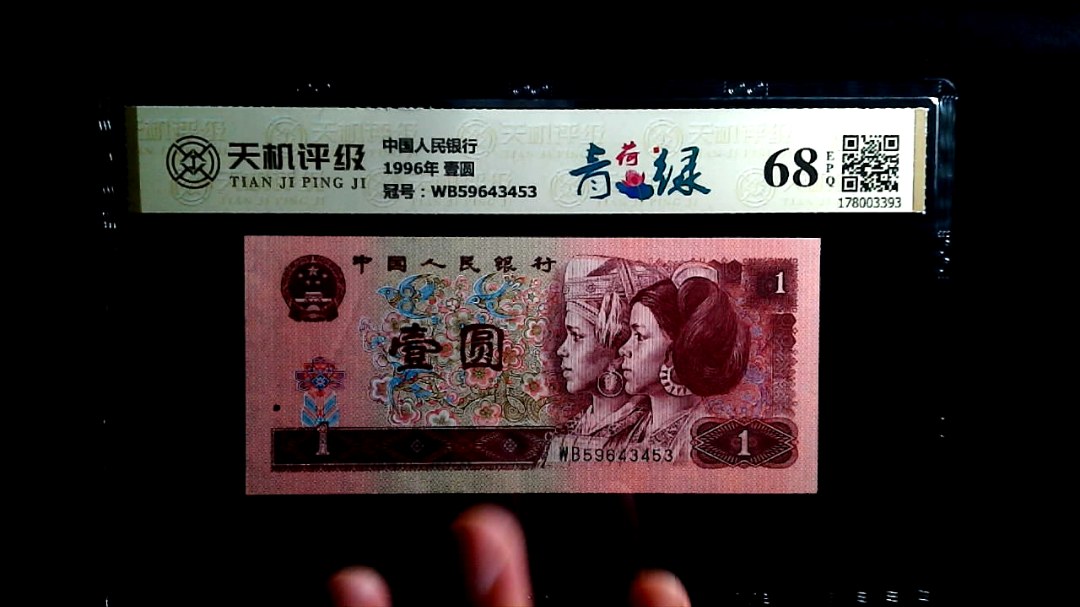 天机评级
TIAN JI PING JI
中国人民银行
1996年 壹圆
冠号：WB59643453
青荷绿
68
EPQ
178003393
中国人民银行
1
壹圆
1
WB59643453
1